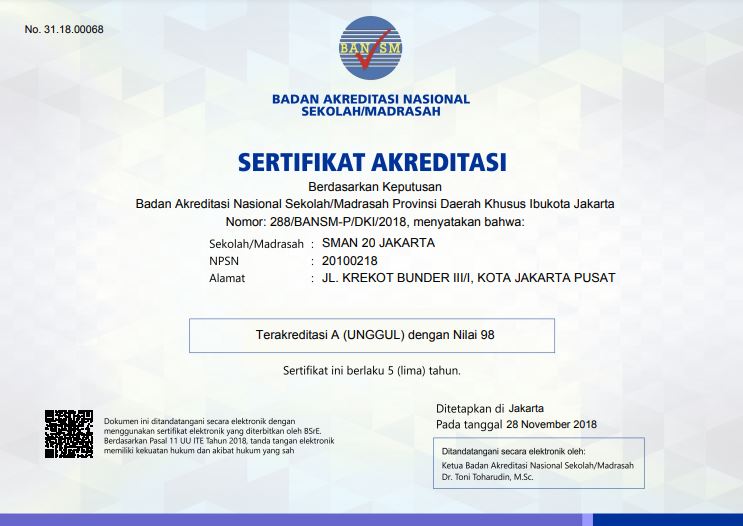 No. 31.18.00068
BAN SM
BADAN AKREDITASI NASIONAL
SEKOLAH/MADRASAH
SERTIFIKAT AKREDITASI
Berdasarkan Keputusan
Badan Akreditasi Nasional Sekolah/Madrasah Provinsi Daerah Khusus Ibukota Jakarta
Nomor: 288/BANSM-P/DKI/2018, menyatakan bahwa:
Sekolah/Madrasah : SMAN 20 JAKARTA
NPSN : 20100218
Alamat : JL. KREKOT BUNDER III/I, KOTA JAKARTA PUSAT
Terakreditasi A (UNGGUL) dengan Nilai 98
Sertifikat ini berlaku 5 (lima) tahun.
Ditetapkan di Jakarta
Pada tanggal 28 November 2018
Dokumen ini ditandatangani secara elektronik dengan
menggunakan sertifikat elektronik yang diterbitkan oleh BSrE.
Berdasarkan Pasal 11 UU ITE Tahun 2018, tanda tangan elektronik
memiliki kekuatan hukum dan akibat hukum yang sah
Ditandatangani secara elektronik oleh:
Ketua Badan Akreditasi Nasional Sekolah/Madrasah
Dr. Toni Toharudin, M.Sc.